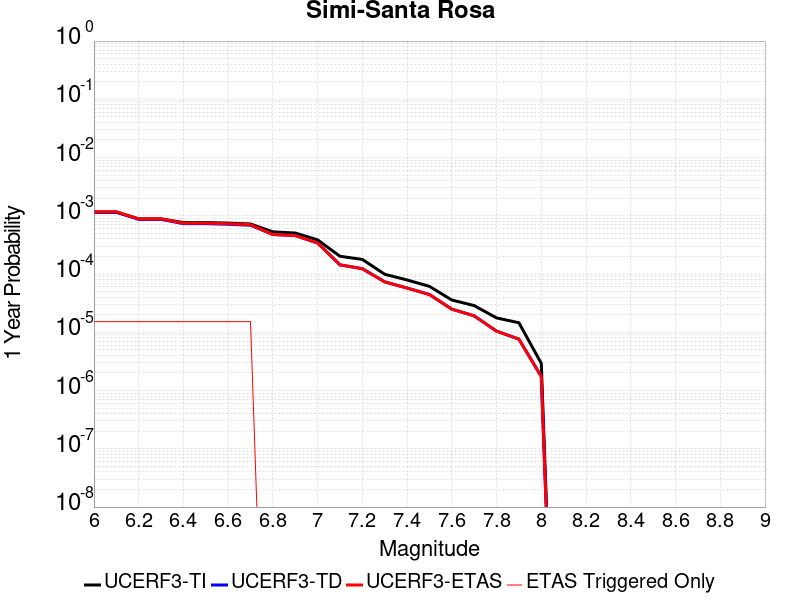 Simi-Santa Rosa
10^0
10^-1
10^-2
10^-3
10^-4
10^-5
10^-6
10^-7
10^-8
1 Year Probability
6 6.2 6.4 6.6 6.8 7 7.2 7.4 7.6 7.8 8 8.2 8.4 8.6 8.8 9
Magnitude
UCERF3-TI UCERF3-TD UCERF3-ETAS ETAS Triggered Only